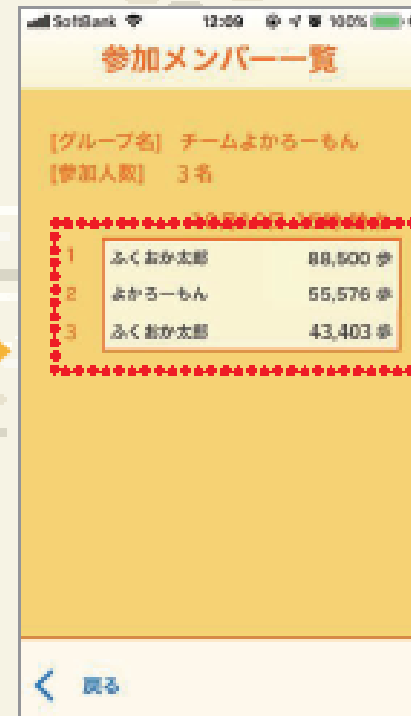 SoftBank 12:09 100%
参加メンバー一覧
[グループ名] チームよかろーもん
[参加人数] 3名
1 ふくおか太郎 88,500 歩
2 よかろーもん 55,576 歩
3 ふくおか太郎 43,403 歩
戻る